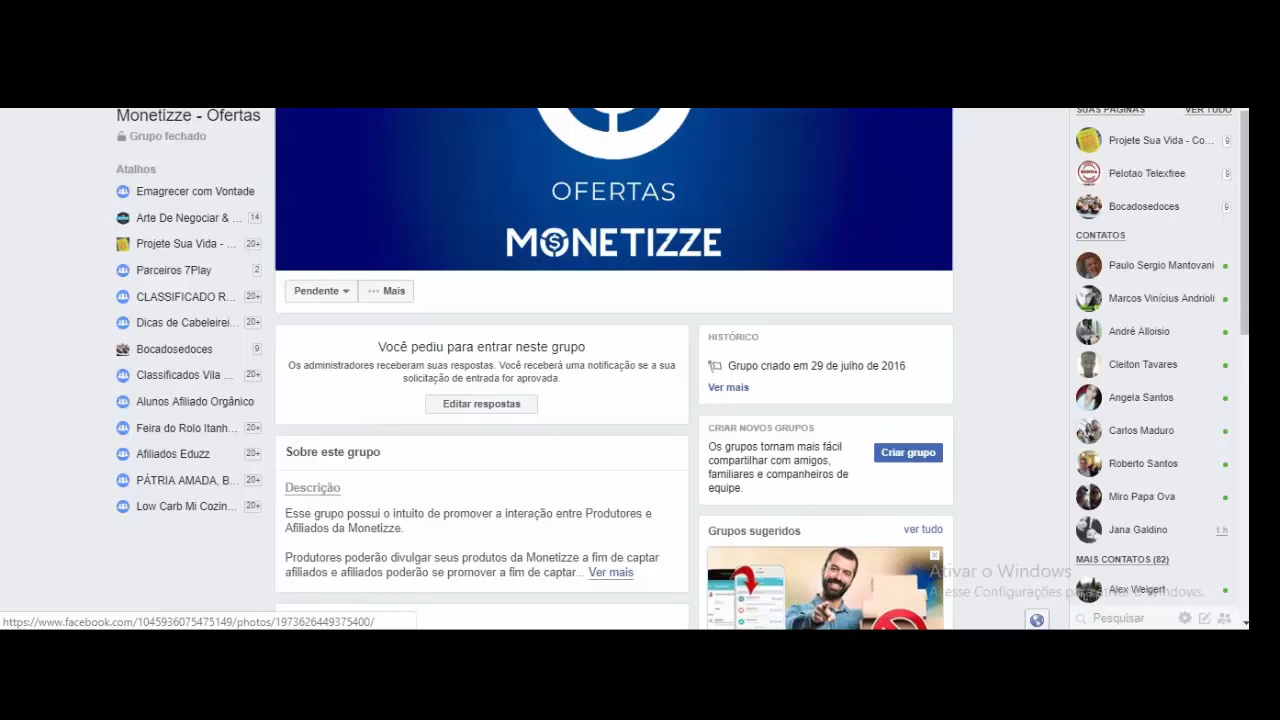 Monetizze - Ofertas
Grupo fechado
Atalhos
Emagrecer com Vontade
Arte De Negociar & ... 14
Projete Sua Vida - ... 20+
Parceiros 7Play 2
CLASSIFICADO R... 20+
Dicas de Cabeleirei... 20+
Bocadosedoces 9
Classificados Vila ... 20+
Alunos Afiliado Orgânico
Feira do Rolo Itanh... 20+
Afiliados Eduzz 20+
PÁTRIA AMADA, B... 20+
Low Carb Mi Cozin... 20+
OFERTAS
MONETIZZE
Pendente
Mais
Você pediu para entrar neste grupo
Os administradores receberam suas respostas. Você receberá uma notificação se a sua
solicitação de entrada for aprovada.
Editar respostas
Sobre este grupo
Descrição
Esse grupo possui o intuito de promover a interação entre Produtores e
Afiliados da Monetizze.
Produtores poderão divulgar seus produtos da Monetizze a fim de captar
afiliados e afiliados poderão se promover a fim de captar... Ver mais
HISTÓRICO
Grupo criado em 29 de julho de 2016
Ver mais
CRIAR NOVOS GRUPOS
Os grupos tornam mais fácil
compartilhar com amigos,
familiares e companheiros de
equipe.
Criar grupo
Grupos sugeridos ver tudo
SUAS PÁGINAS VER TUDO
Projete Sua Vida - Co... 9
Pelotao Telexfree 9
Bocadosedoces 9
CONTATOS
Paulo Sergio Mantovani
Marcos Vinícius Andrioli
André Alloisio
Cleiton Tavares
Angela Santos
Carlos Maduro
Roberto Santos
Miro Papa Ova
Jana Galdino 1 h
MAIS CONTATOS (82)
Alex Weigert
Pesquisar
Ativar o Windows
Acesse Configurações para ativar o Windows.
https://www.facebook.com/1045936075475149/photos/1973626449375400/